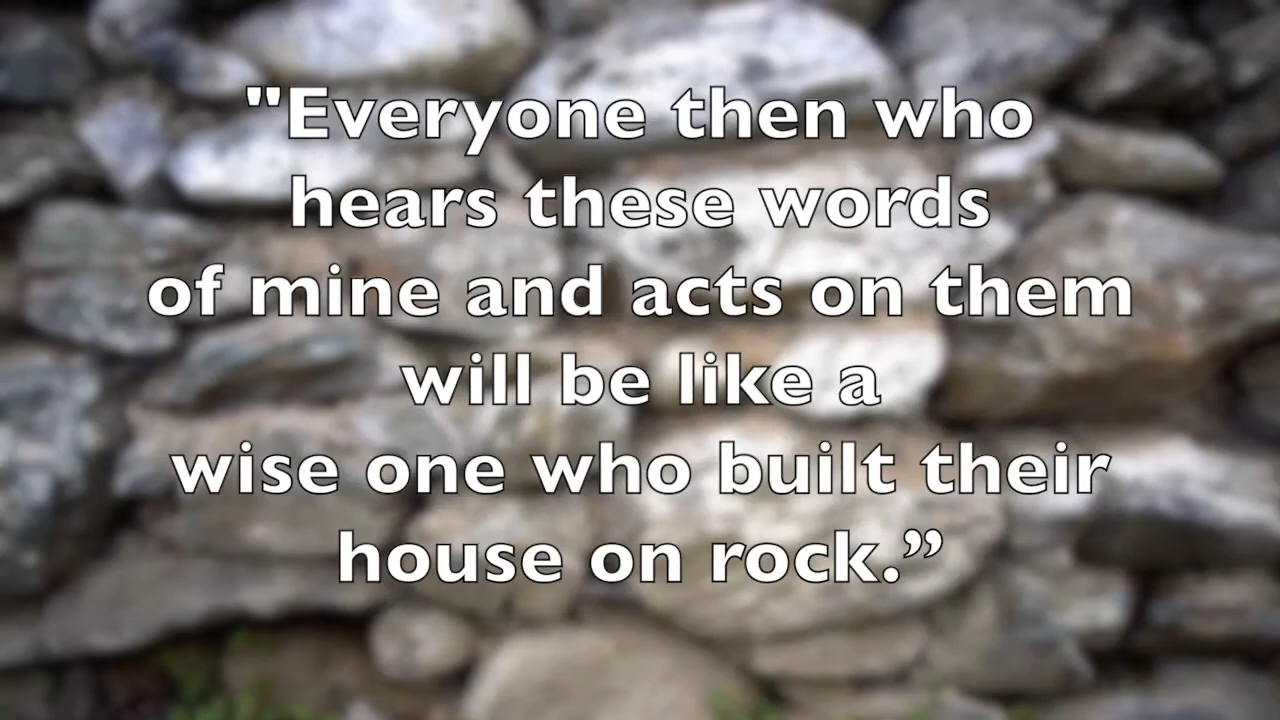 "Everyone then who
hears these words
of mine and acts on them
will be like a
wise one who built their
house on rock.”